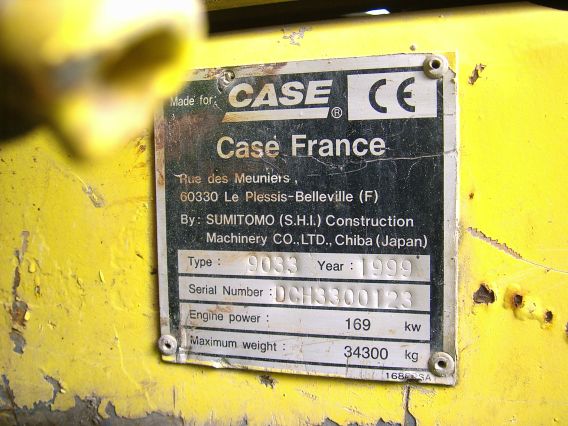 Made for: CASE ® CE
Case France
Rue des Meuniers,
60330 Le Plessis-Belleville (F)
By: SUMITOMO (S.H.I.) Construction
Machinery CO.,LTD., Chiba (Japan)
Type: 9033 Year: 1999
Serial Number: DCH3300123
Engine power: 169 kw
Maximum weight: 34300 kg